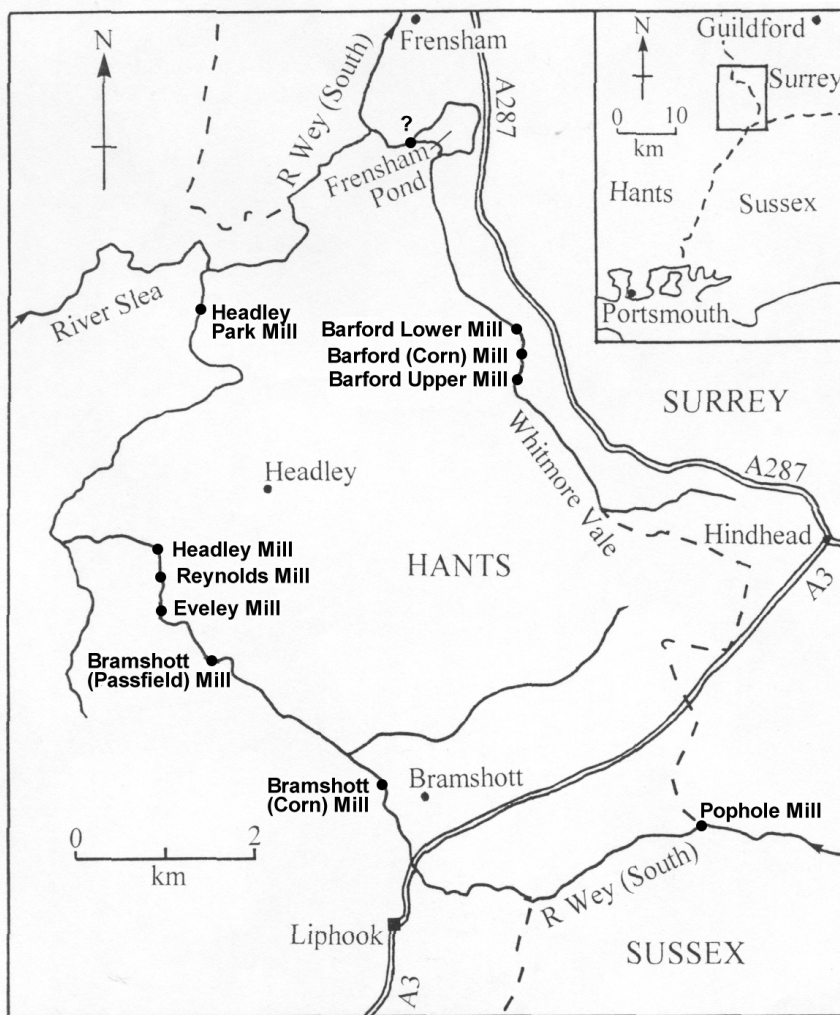 N
Frensham
R Wey (South)
A287
?
Frensham
Pond
Guildford
Surrey
N
0 10
km
Hants
Sussex
Portsmouth
River Slea
Headley
Park Mill
Barford Lower Mill
Barford (Corn) Mill
Barford Upper Mill
SURREY
Whitmore Vale
A287
Headley
Hindhead
Headley Mill
Reynolds Mill
Eveley Mill
HANTS
A3
Bramshott
(Passfield) Mill
Bramshott
(Corn) Mill
Bramshott
Pophole Mill
0 2
km
R Wey (South)
Liphook
SUSSEX
A3